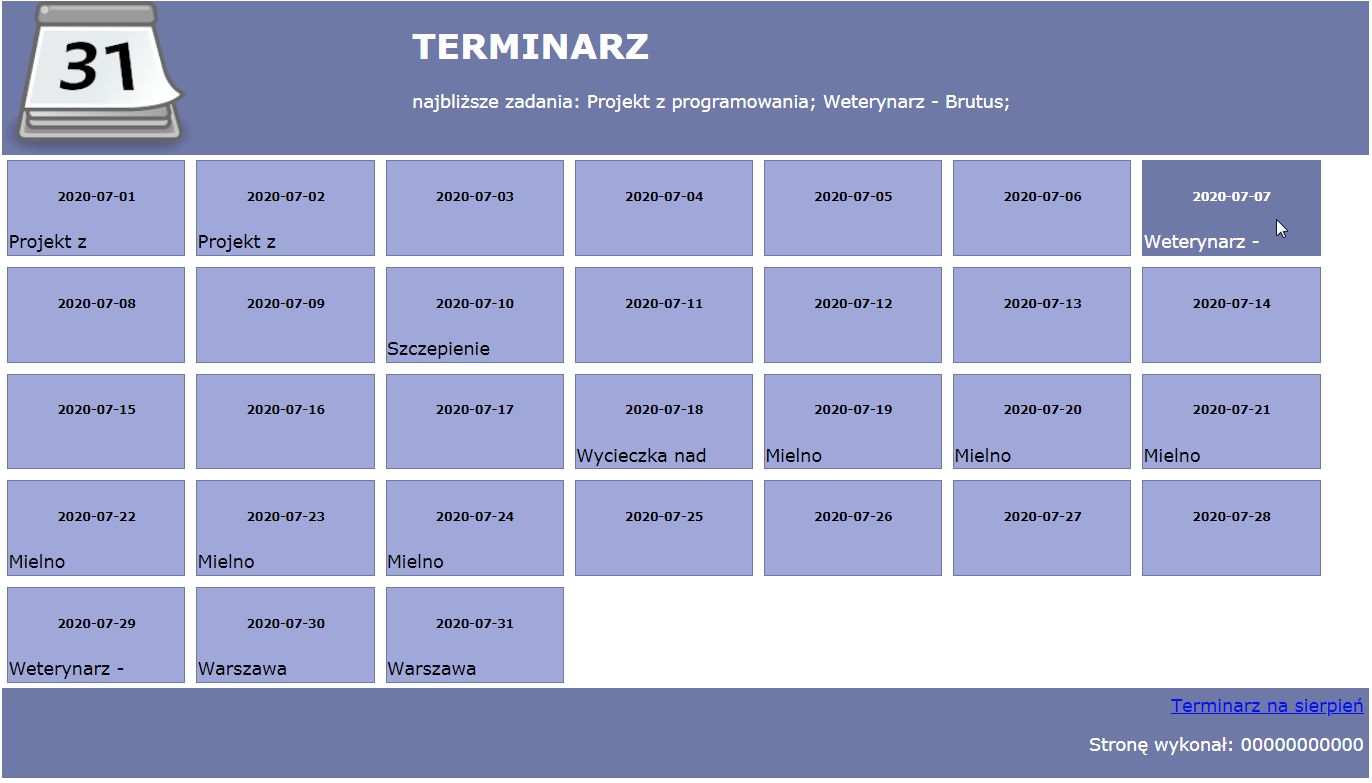 31
TERMINARZ
najbliższe zadania: Projekt z programowania; Weterynarz - Brutus;
2020-07-01
Projekt z
2020-07-02
Projekt z
2020-07-03
2020-07-04
2020-07-05
2020-07-06
2020-07-07
Weterynarz -
2020-07-08
2020-07-09
2020-07-10
Szczepienie
2020-07-11
2020-07-12
2020-07-13
2020-07-14
2020-07-15
2020-07-16
2020-07-17
2020-07-18
Wycieczka nad
2020-07-19
Mielno
2020-07-20
Mielno
2020-07-21
Mielno
2020-07-22
Mielno
2020-07-23
Mielno
2020-07-24
Mielno
2020-07-25
2020-07-26
2020-07-27
2020-07-28
2020-07-29
Weterynarz -
2020-07-30
Warszawa
2020-07-31
Warszawa
Terminarz na sierpień
Stronę wykonał: 00000000000